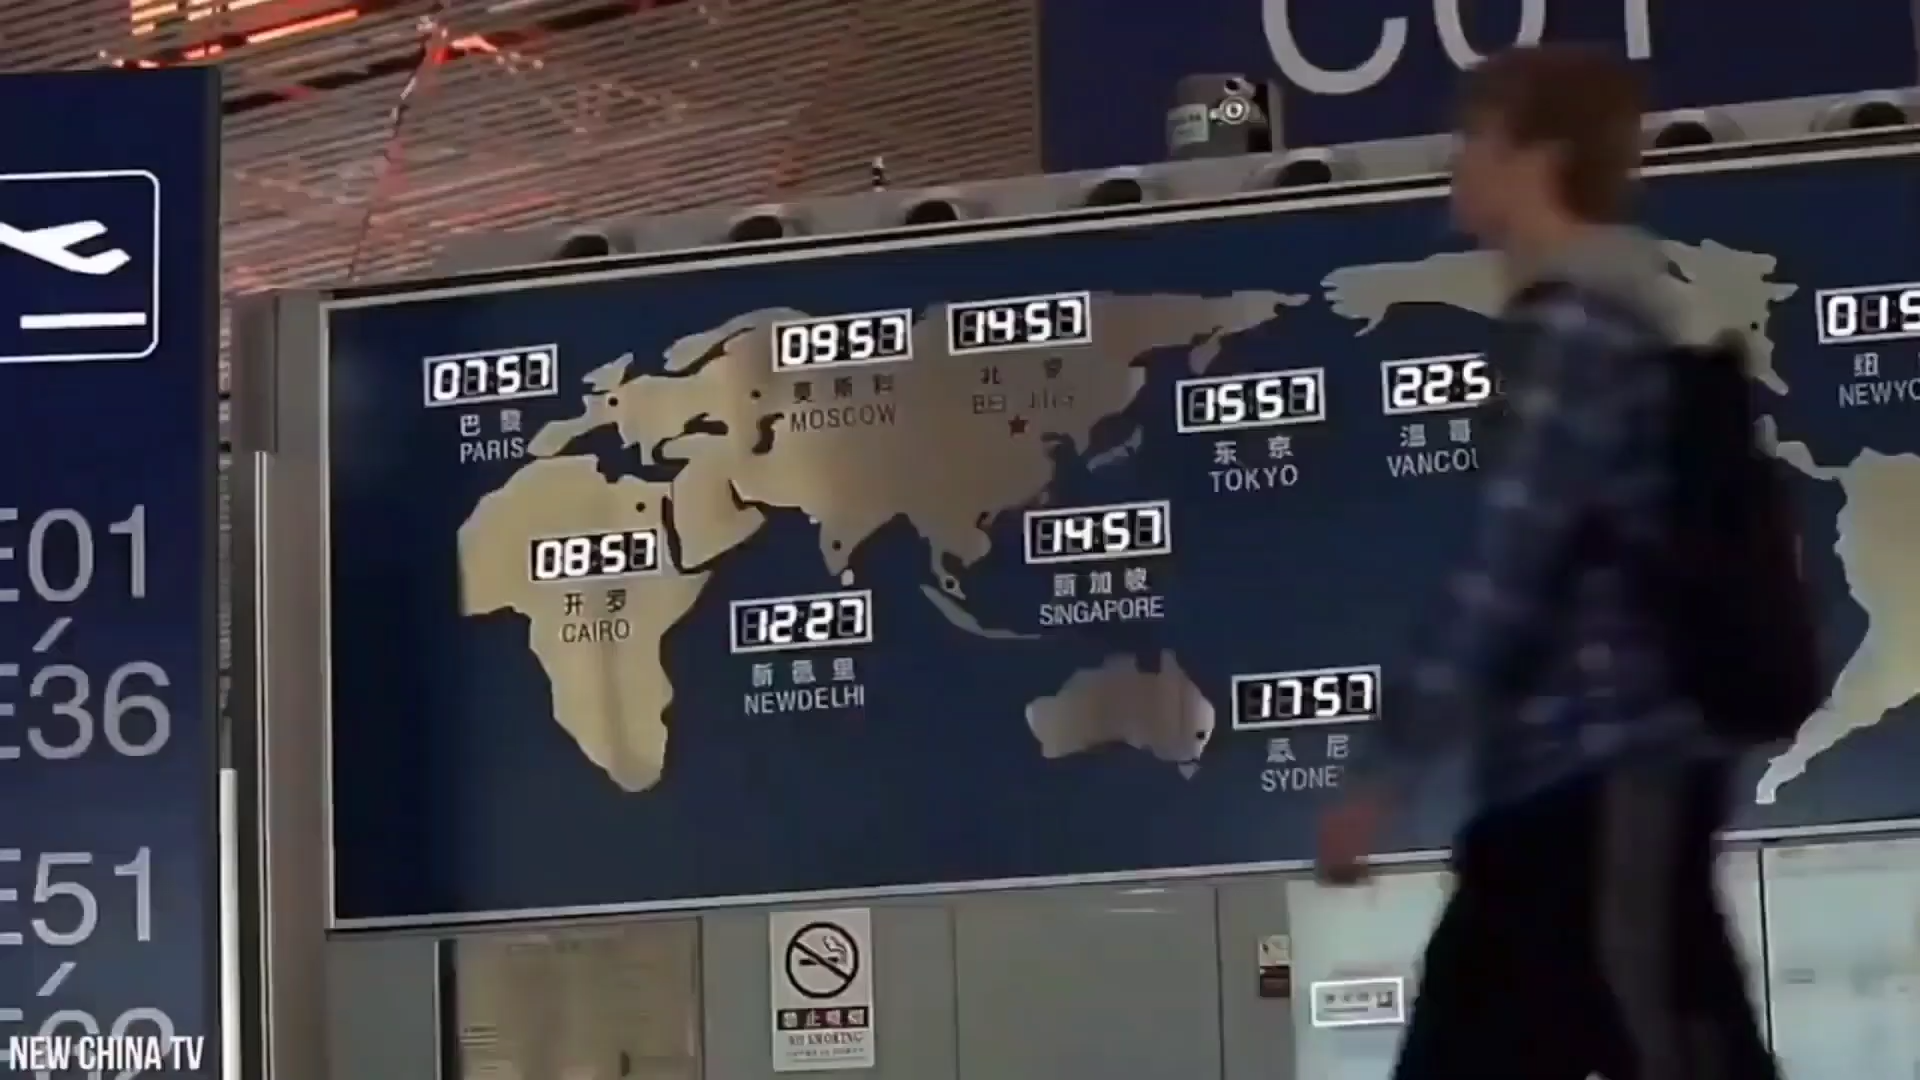 C01
E01
E36
E51
NEW CHINA TV
07:57
巴 黎
PARIS
09:57
莫 斯 科
MOSCOW
14:57
北 京
BEIJING
15:57
东 京
TOKYO
22:5
温 哥
VANCOU
01:5
纽
NEWYO
08:57
开 罗
CAIRO
12:27
新 德 里
NEWDELHI
14:57
新 加 坡
SINGAPORE
17:57
悉 尼
SYDNEY
禁止吸烟
NO SMOKING